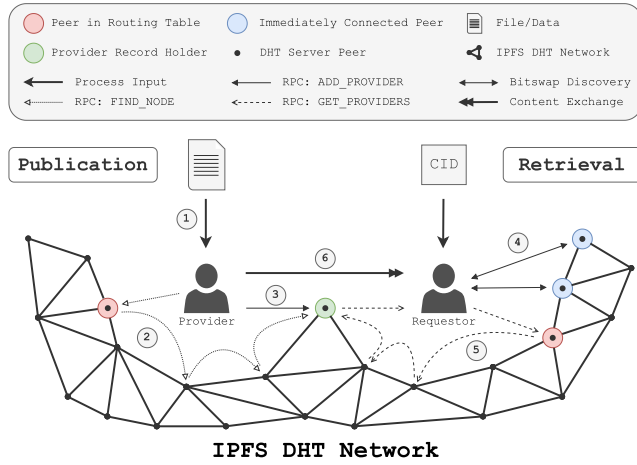 Peer in Routing Table
Immediately Connected Peer
File/Data
Provider Record Holder
DHT Server Peer
IPFS DHT Network
Process Input
RPC: ADD_PROVIDER
Bitswap Discovery
RPC: FIND_NODE
RPC: GET_PROVIDERS
Content Exchange
Publication
CID
Retrieval
1
4
6
3
Provider
Requestor
2
5
IPFS DHT Network